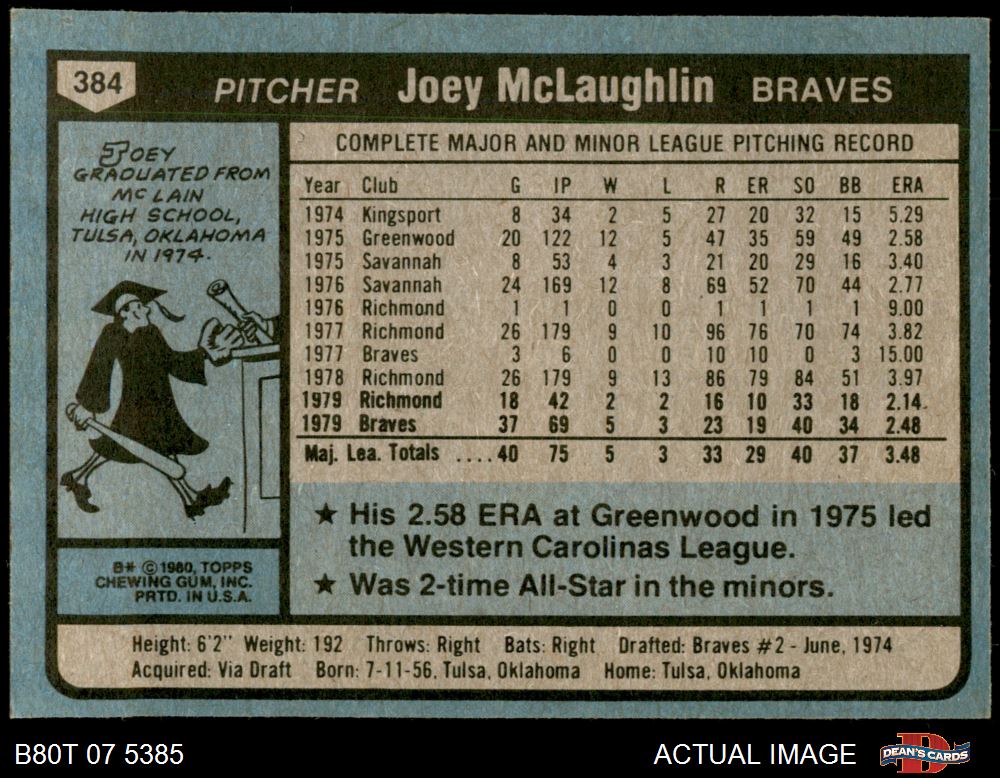 384 PITCHER Joey McLaughlin BRAVES
JOEY
GRADUATED FROM
MC LAIN
HIGH SCHOOL,
TULSA, OKLAHOMA
IN 1974.
COMPLETE MAJOR AND MINOR LEAGUE PITCHING RECORD
Year Club G IP W L R ER SO BB ERA
1974 Kingsport 8 34 2 5 27 20 32 15 5.29
1975 Greenwood 20 122 12 5 47 35 59 49 2.58
1975 Savannah 8 53 4 3 21 20 29 16 3.40
1976 Savannah 24 169 12 8 69 52 70 44 2.77
1976 Richmond 1 1 0 0 1 1 1 1 9.00
1977 Richmond 26 179 9 10 96 76 70 74 3.82
1977 Braves 3 6 0 0 10 10 0 3 15.00
1978 Richmond 26 179 9 13 86 79 84 51 3.97
1979 Richmond 18 42 2 2 16 10 33 18 2.14
1979 Braves 37 69 5 3 23 19 40 34 2.48
Maj. Lea. Totals ....40 75 5 3 33 29 40 37 3.48
★ His 2.58 ERA at Greenwood in 1975 led
the Western Carolinas League.
★ Was 2-time All-Star in the minors.
B* © 1980, TOPPS
CHEWING GUM, INC.
PRTD. IN U.S.A.
Height: 6'2" Weight: 192 Throws: Right Bats: Right Drafted: Braves #2 - June, 1974
Acquired: Via Draft Born: 7-11-56, Tulsa, Oklahoma Home: Tulsa, Oklahoma
B80T 07 5385 ACTUAL IMAGE DEAN'S CARDS